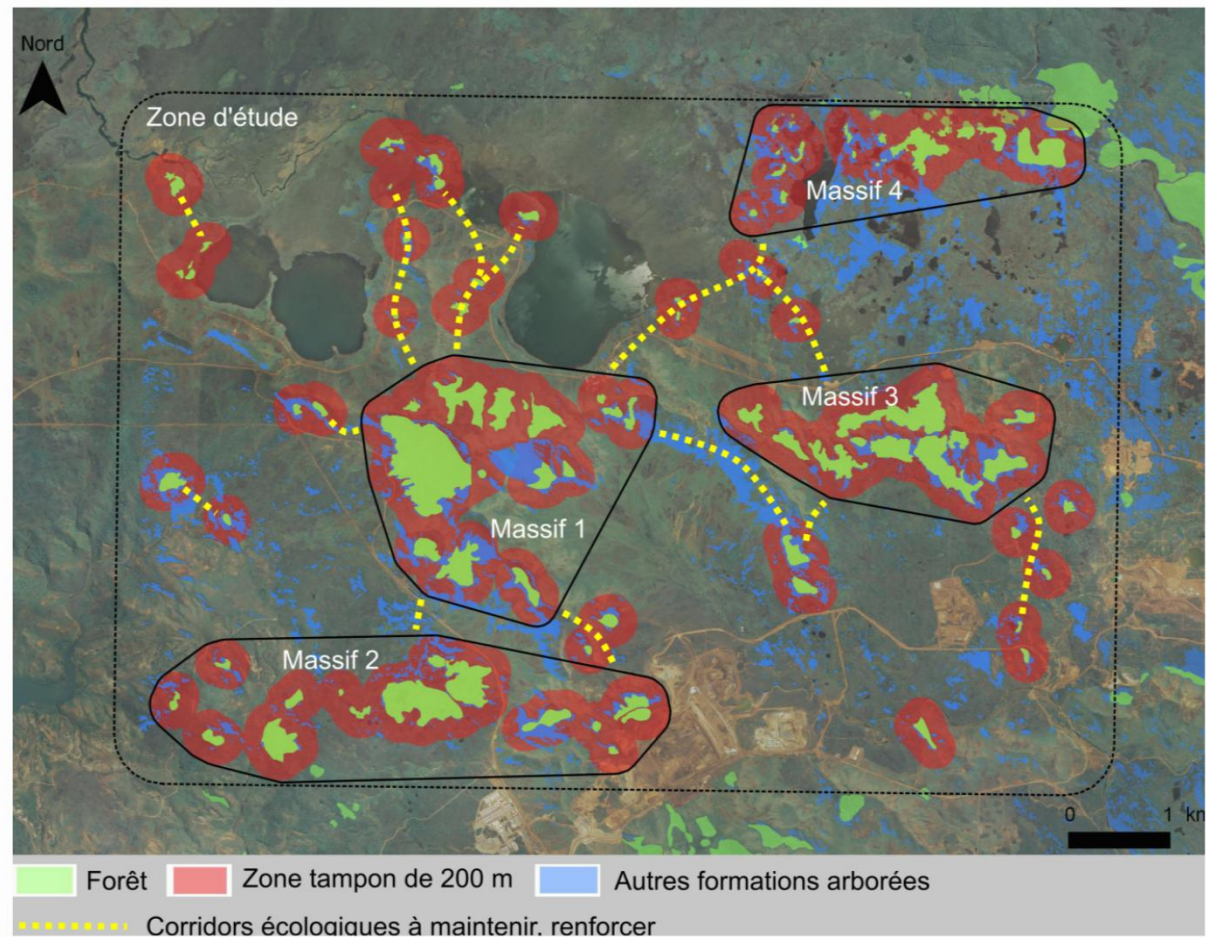 Nord
Zone d'étude
Massif 4
Massif 3
Massif 1
Massif 2
0 1 km
Forêt Zone tampon de 200 m Autres formations arborées
Corridors écologiques à maintenir, renforcer